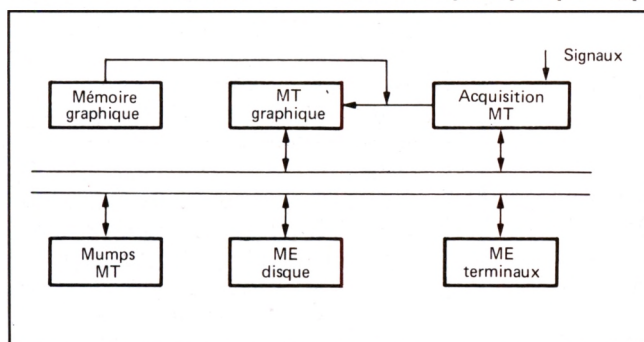 Signaux
Mémoire
graphique
MT
graphique
Acquisition
MT
Mumps
MT
ME
disque
ME
terminaux